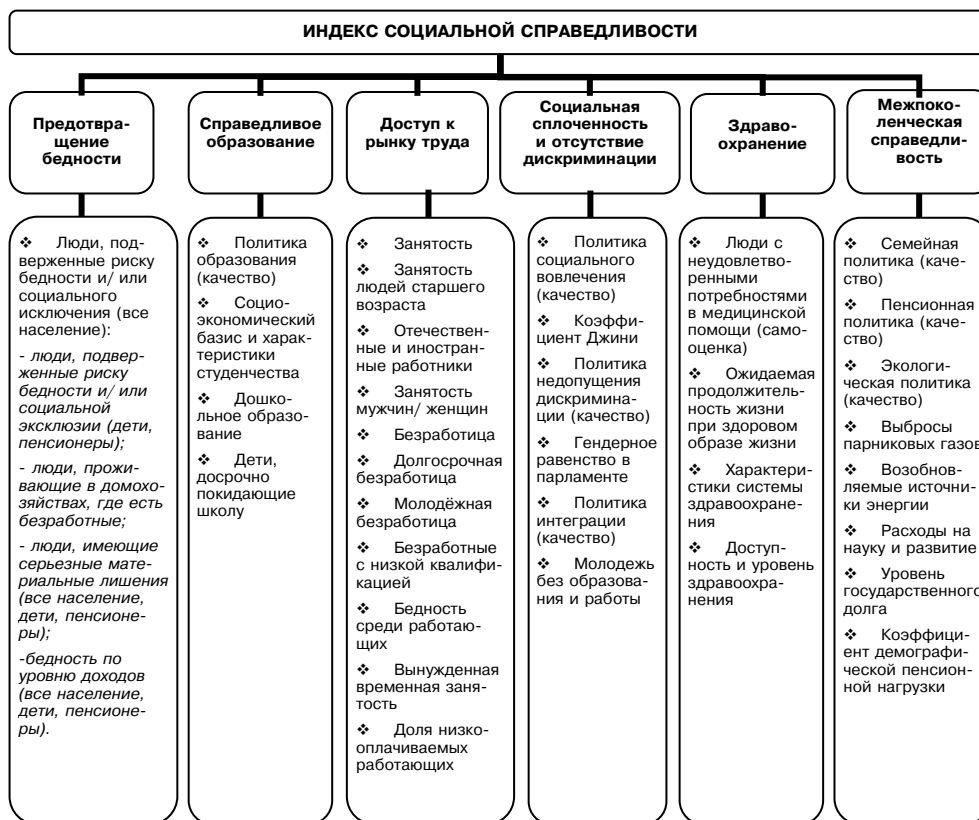 ИНДЕКС СОЦИАЛЬНОЙ СПРАВЕДЛИВОСТИ
Предотвра-
щение
бедности
Справедливое
образование
Доступ к
рынку труда
Социальная
сплоченность
и отсутствие
дискриминации
Здраво-
охранение
Межпоко-
ленческая
справедли-
вость
❖ Люди, под-
верженные риску
бедности и/ или
социального
исключения (все
население):
- люди, подвер-
женные риску
бедности и/ или
социальной
эксклюзии (дети,
пенсионеры);
- люди, прожи-
вающие в домохо-
зяйствах, где есть
безработные;
- люди, имеющие
серьезные мате-
риальные лишения
(все население,
дети, пенсионе-
ры);
-бедность по
уровню доходов
(все население,
дети, пенсионе-
ры).
❖ Политика
образования
(качество)
❖ Социо-
экономический
базис и харак-
теристики
студенчества
❖ Дошко-
льное образо-
вание
❖ Дети,
досрочно
покидающие
школу
❖ Занятость
❖ Занятость
людей старшего
возраста
❖ Отечествен-
ные и иностран-
ные работники
❖ Занятость
мужчин/ женщин
❖ Безработица
❖ Долгосрочная
безработица
❖ Молодёжная
безработица
❖ Безработные
с низкой квалифи-
кацией
❖ Бедность
среди работаю-
щих
❖ Вынужденная
временная заня-
тость
❖ Доля низко-
оплачиваемых
работающих
❖ Политика
социального
вовлечения
(качество)
❖ Коэффи-
циент Джини
❖ Политика
недопущения
дискримина-
ции (качество)
❖ Гендерное
равенство в
парламенте
❖ Политика
интеграции
(качество)
❖ Молодежь
без образова-
ния и работы
❖ Люди с
неудовлетво-
ренными
потребностями
в медицинской
помощи (само-
оценка)
❖ Ожидаемая
продолжитель-
ность жизни
при здоровом
образе жизни
❖ Характери-
стики системы
здравоохране-
ния
❖ Доступ-
ность и уровень
здравоохра-
нения
❖ Семейная
политика (каче-
ство)
❖ Пенсионная
политика (каче-
ство)
❖ Экологи-
ческая политика
(качество)
❖ Выбросы
парниковых газов
❖ Возобнов-
ляемые источни-
ки энергии
❖ Расходы на
науку и развитие
❖ Уровень
государственного
долга
❖ Коэффици-
ент демографи-
ческой пенсион-
ной нагрузки